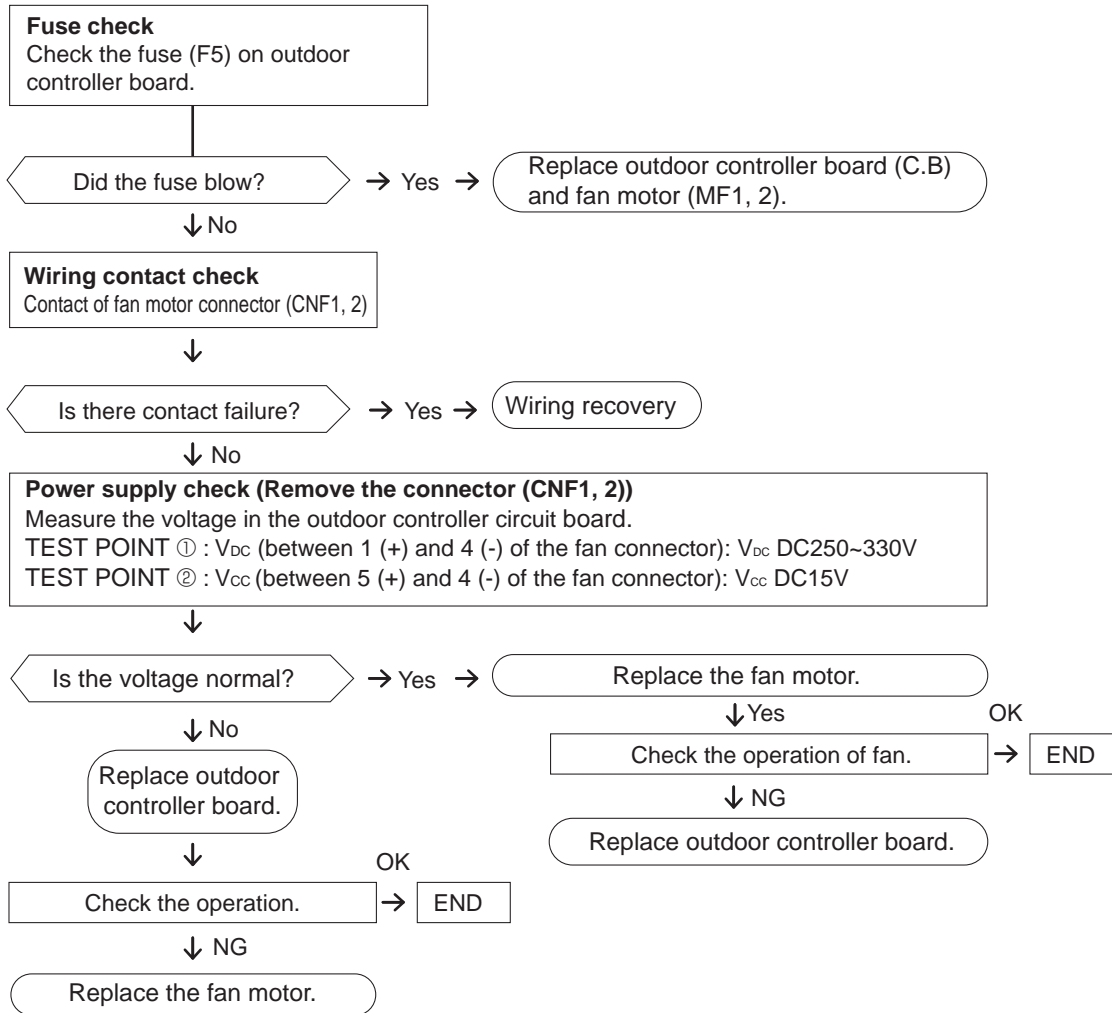 Fuse check
Check the fuse (F5) on outdoor
controller board.
Did the fuse blow?
Yes
Replace outdoor controller board (C.B)
and fan motor (MF1, 2).
No
Wiring contact check
Contact of fan motor connector (CNF1, 2)
Is there contact failure?
Yes
Wiring recovery
No
Power supply check (Remove the connector (CNF1, 2))
Measure the voltage in the outdoor controller circuit board.
TEST POINT ① : VDC (between 1 (+) and 4 (-) of the fan connector): VDC DC250~330V
TEST POINT ② : VCC (between 5 (+) and 4 (-) of the fan connector): VCC DC15V
Is the voltage normal?
Yes
Replace the fan motor.
Yes
OK
Check the operation of fan.
END
NG
Replace outdoor controller board.
No
Replace outdoor
controller board.
OK
Check the operation.
END
NG
Replace the fan motor.